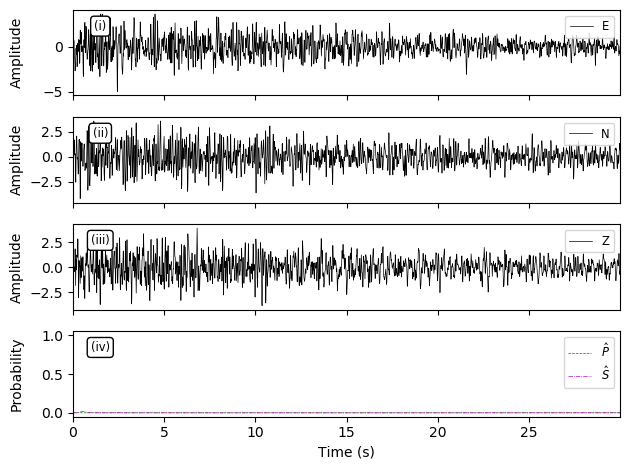 (i)
E
Amplitude
0
−5
(ii)
N
Amplitude
2.5
0.0
−2.5
(iii)
Z
Amplitude
2.5
0.0
−2.5
(iv)
P̂
Ŝ
Probability
1.0
0.5
0.0
0 5 10 15 20 25
Time (s)